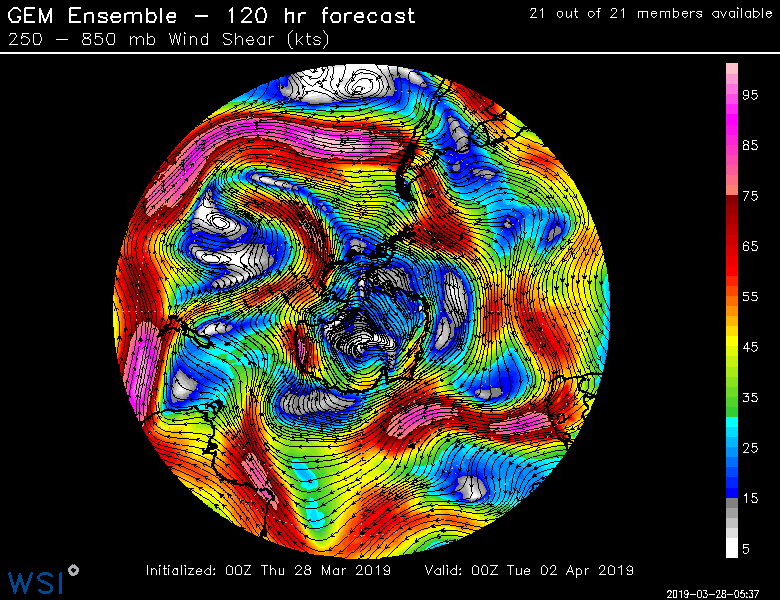 GEM Ensemble – 120 hr forecast
21 out of 21 members available
250 – 850 mb Wind Shear (kts)
95
85
75
65
55
45
35
25
15
5
Initialized: 00Z Thu 28 Mar 2019 Valid: 00Z Tue 02 Apr 2019
WSI
2019-03-28-05:37